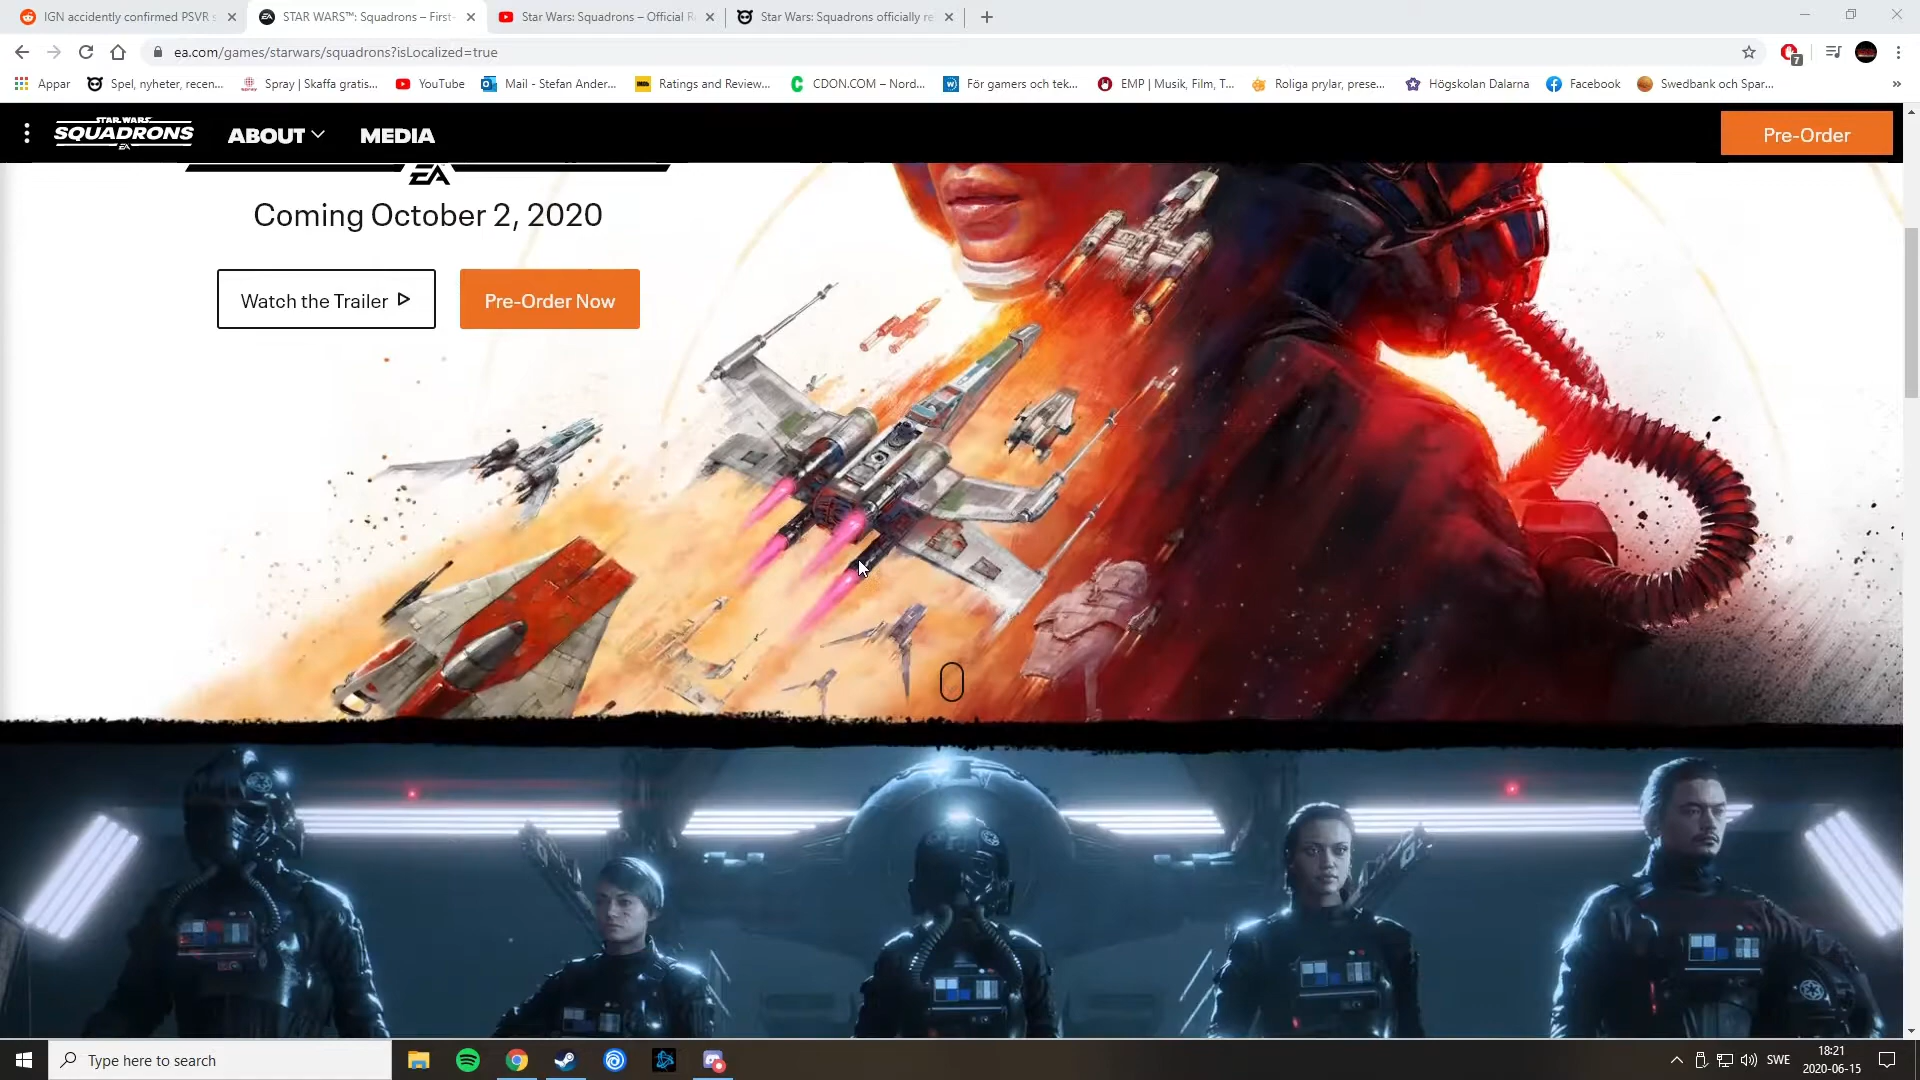 IGN accidently confirmed PSVR s
STAR WARS™: Squadrons – First-
Star Wars: Squadrons – Official R
Star Wars: Squadrons officially re
ea.com/games/starwars/squadrons?isLocalized=true
7
Appar
Spel, nyheter, recen...
Spray | Skaffa gratis...
YouTube
Mail - Stefan Ander...
Ratings and Review...
CDON.COM – Nord...
För gamers och tek...
EMP | Musik, Film, T...
Roliga prylar, prese...
Högskolan Dalarna
Facebook
Swedbank och Spar...
»
STAR WARS
SQUADRONS
EA
ABOUT
MEDIA
Pre-Order
EA
Coming October 2, 2020
Watch the Trailer
Pre-Order Now
Type here to search
SWE
18:21
2020-06-15